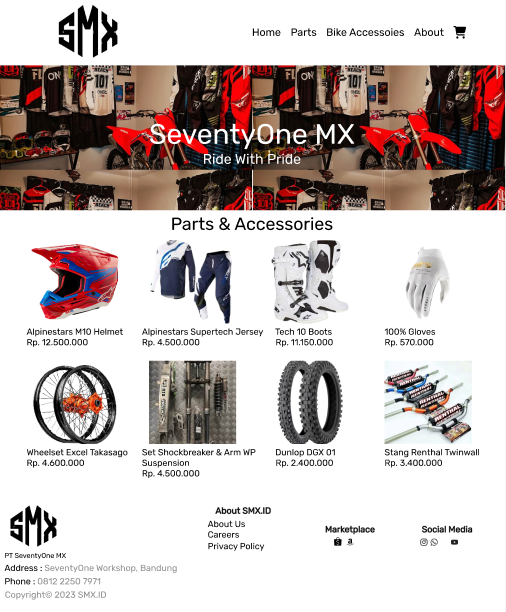 SMX
Home Parts Bike Accessoies About
SeventyOne MX
Ride With Pride
Parts & Accessories
Alpinestars M10 Helmet
Rp. 12.500.000
Alpinestars Supertech Jersey
Rp. 4.500.000
Tech 10 Boots
Rp. 11.150.000
100% Gloves
Rp. 570.000
Wheelset Excel Takasago
Rp. 4.600.000
Set Shockbreaker & Arm WP
Suspension
Rp. 4.500.000
Dunlop DGX 01
Rp. 2.400.000
Stang Renthal Twinwall
Rp. 3.400.000
SMX
PT SeventyOne MX
Address : SeventyOne Workshop, Bandung
Phone : 0812 2250 7971
Copyright© 2023 SMX.ID
About SMX.ID
About Us
Careers
Privacy Policy
Marketplace
Social Media